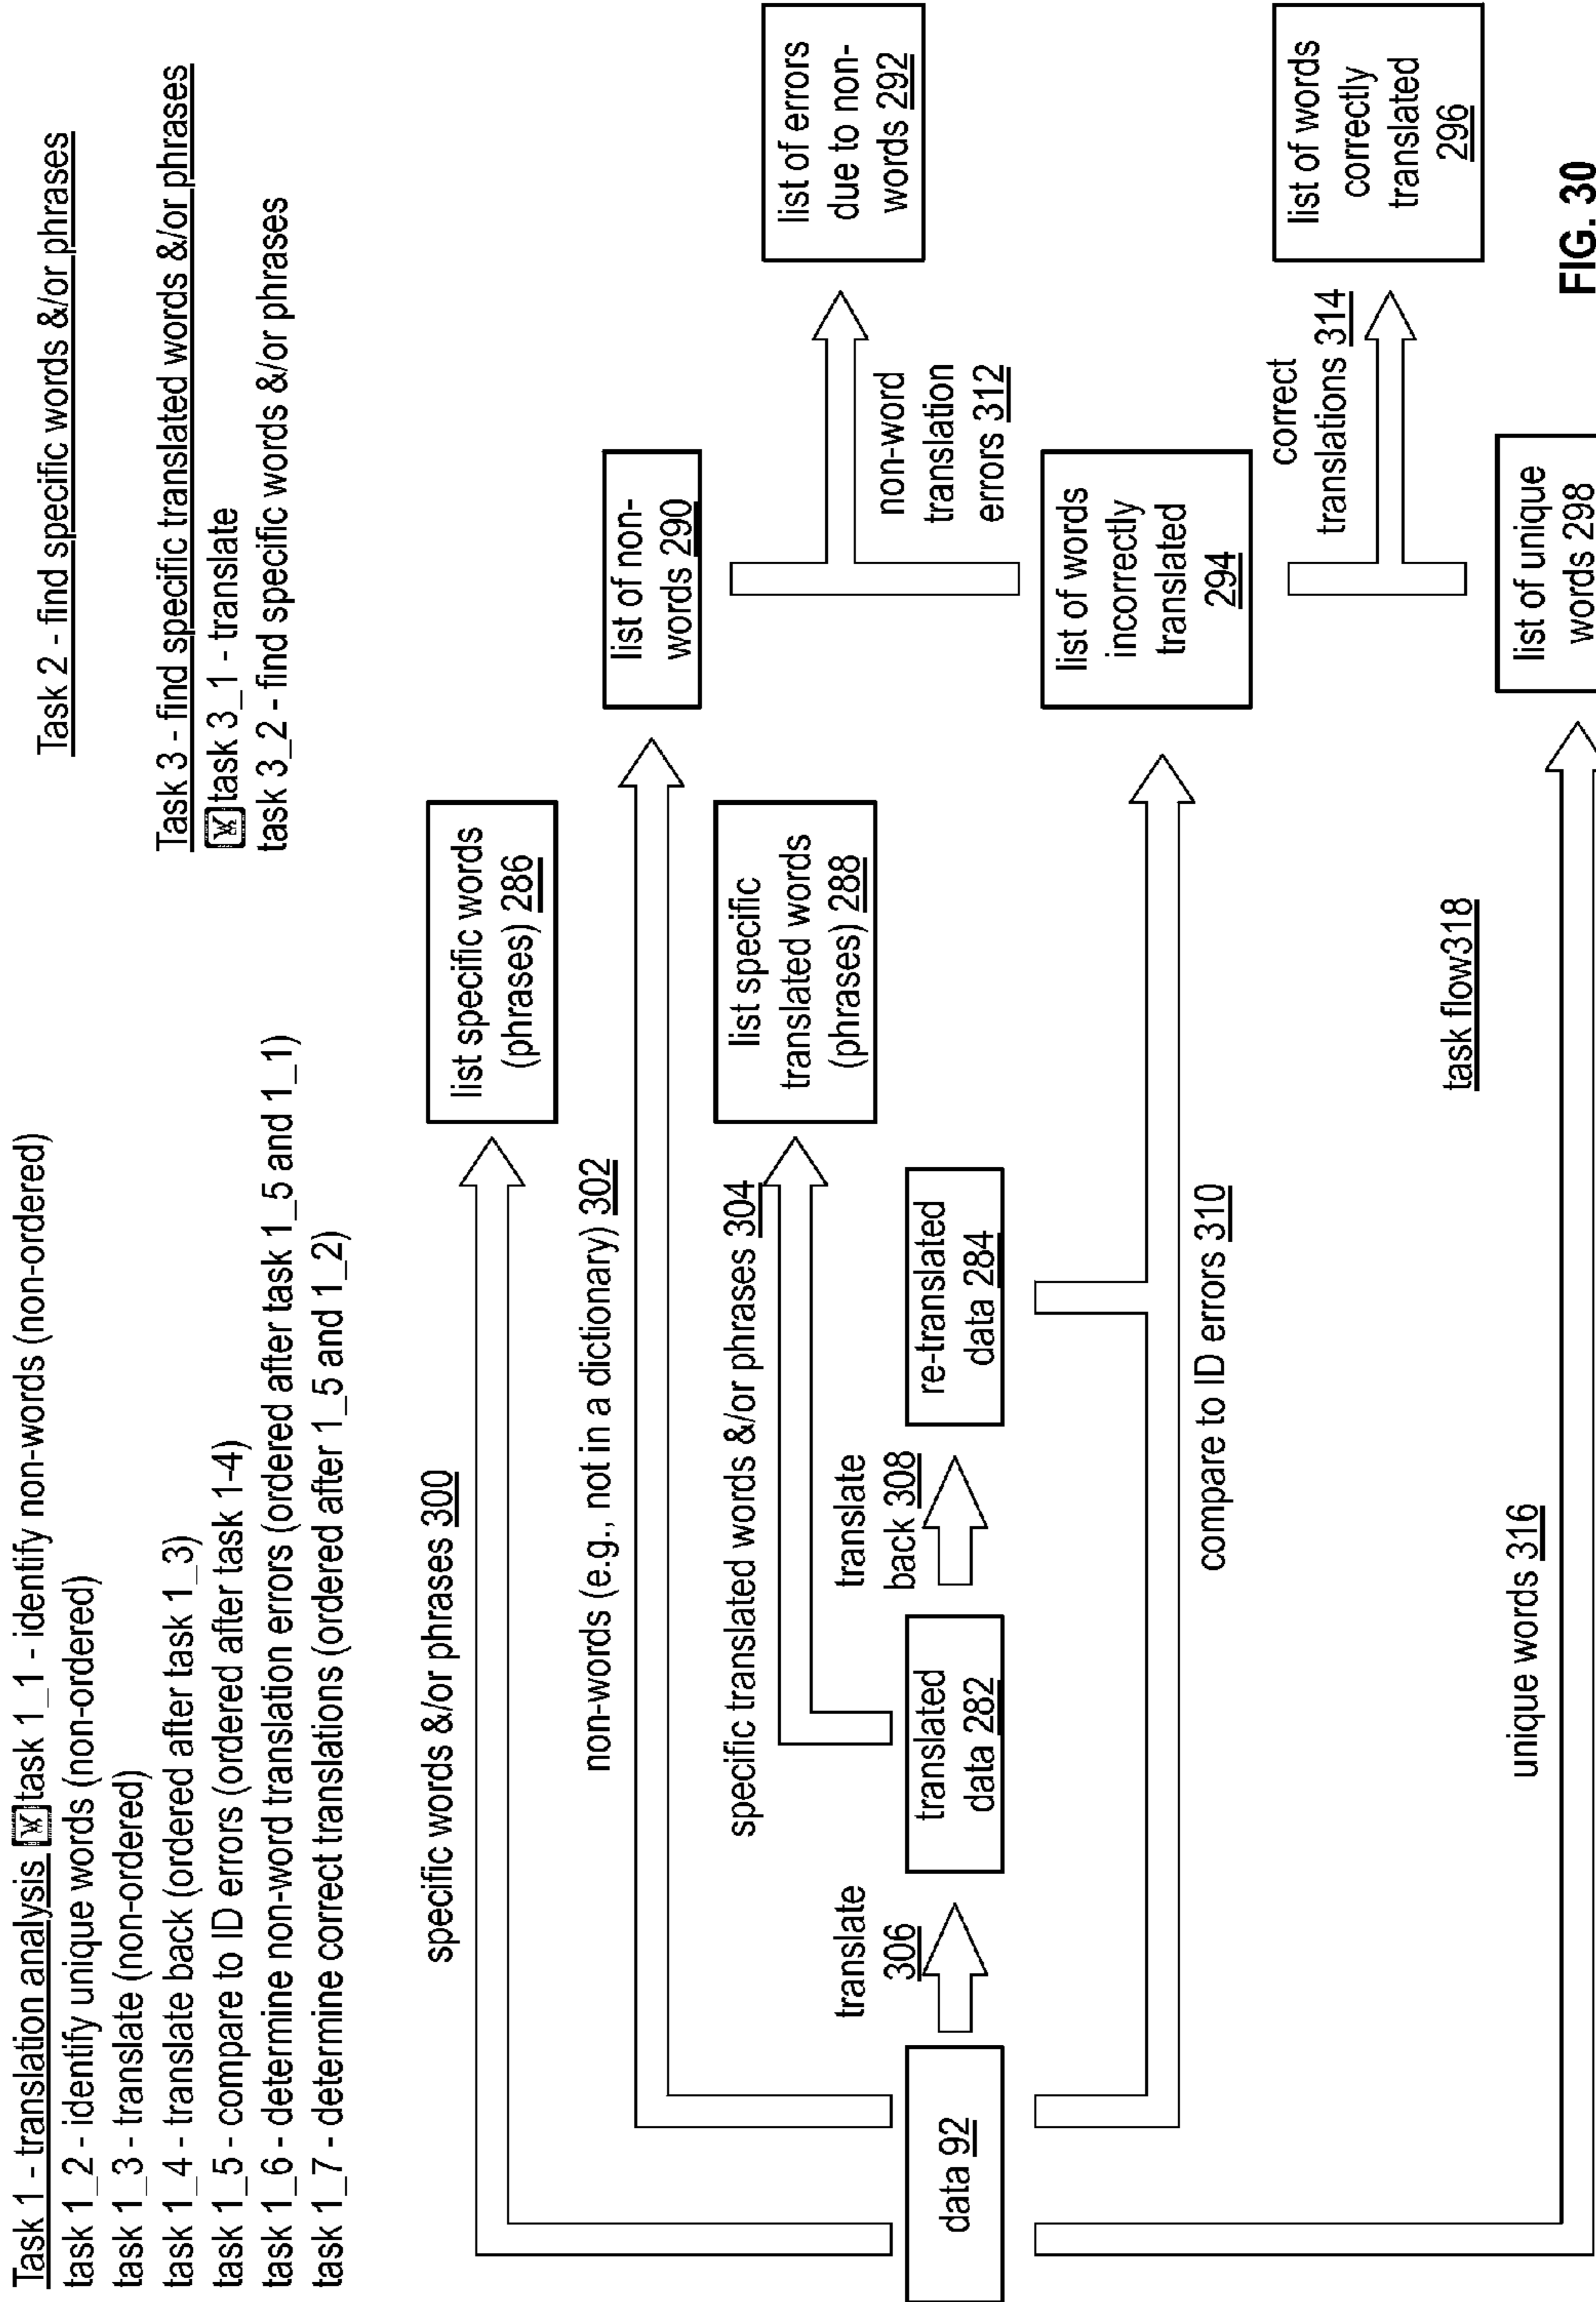 Task 1 - translation analysis task 1_1 - identify non-words (non-ordered)
task 1_2 - identify unique words (non-ordered)
task 1_3 - translate (non-ordered)
task 1_4 - translate back (ordered after task 1_3)
task 1_5 - compare to ID errors (ordered after task 1-4)
task 1_6 - determine non-word translation errors (ordered after task 1_5 and 1_1)
task 1_7 - determine correct translations (ordered after 1_5 and 1_2)
Task 2 - find specific words &/or phrases
Task 3 - find specific translated words &/or phrases
task 3_1 - translate
task 3_2 - find specific words &/or phrases
specific words &/or phrases 300
list specific words
(phrases) 286
non-words (e.g., not in a dictionary) 302
list of non-
words 290
specific translated words &/or phrases 304
list specific
translated words
(phrases) 288
list of errors
due to non-
words 292
non-word
translation
errors 312
data 92
translate
306
translated
data 282
translate
back 308
re-translated
data 284
compare to ID errors 310
list of words
incorrectly
translated
294
correct
translations 314
list of words
correctly
translated
296
unique words 316
list of unique
words 298
task flow318
FIG. 30